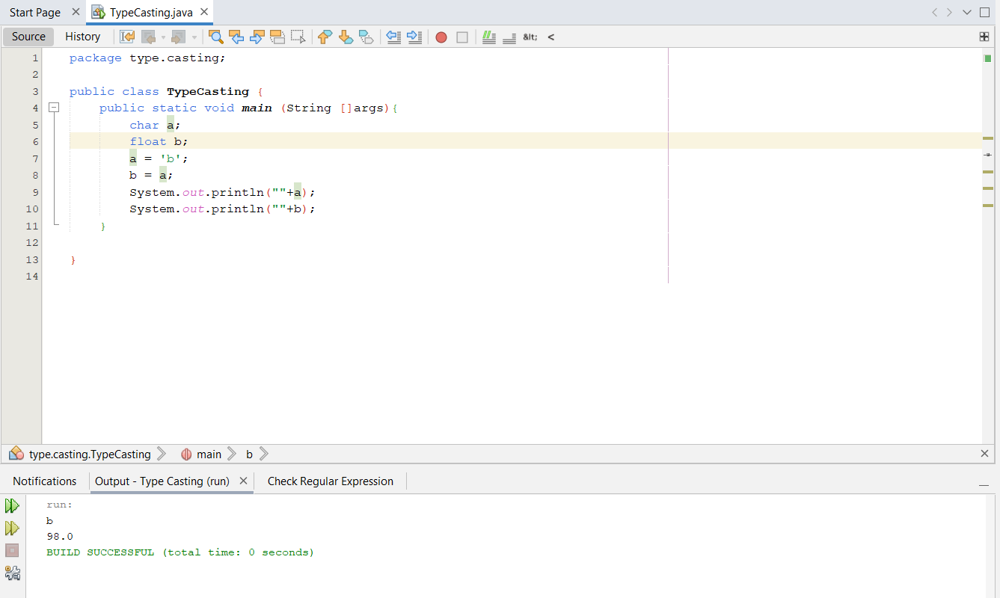 Start Page TypeCasting.java
Source History &lt; <
1 package type.casting;
2
3 public class TypeCasting {
4 public static void main (String []args){
5 char a;
6 float b;
7 a = 'b';
8 b = a;
9 System.out.println(""+a);
10 System.out.println(""+b);
11 }
12
13 }
14
type.casting.TypeCasting main b
Notifications Output - Type Casting (run) Check Regular Expression
run:
b
98.0
BUILD SUCCESSFUL (total time: 0 seconds)